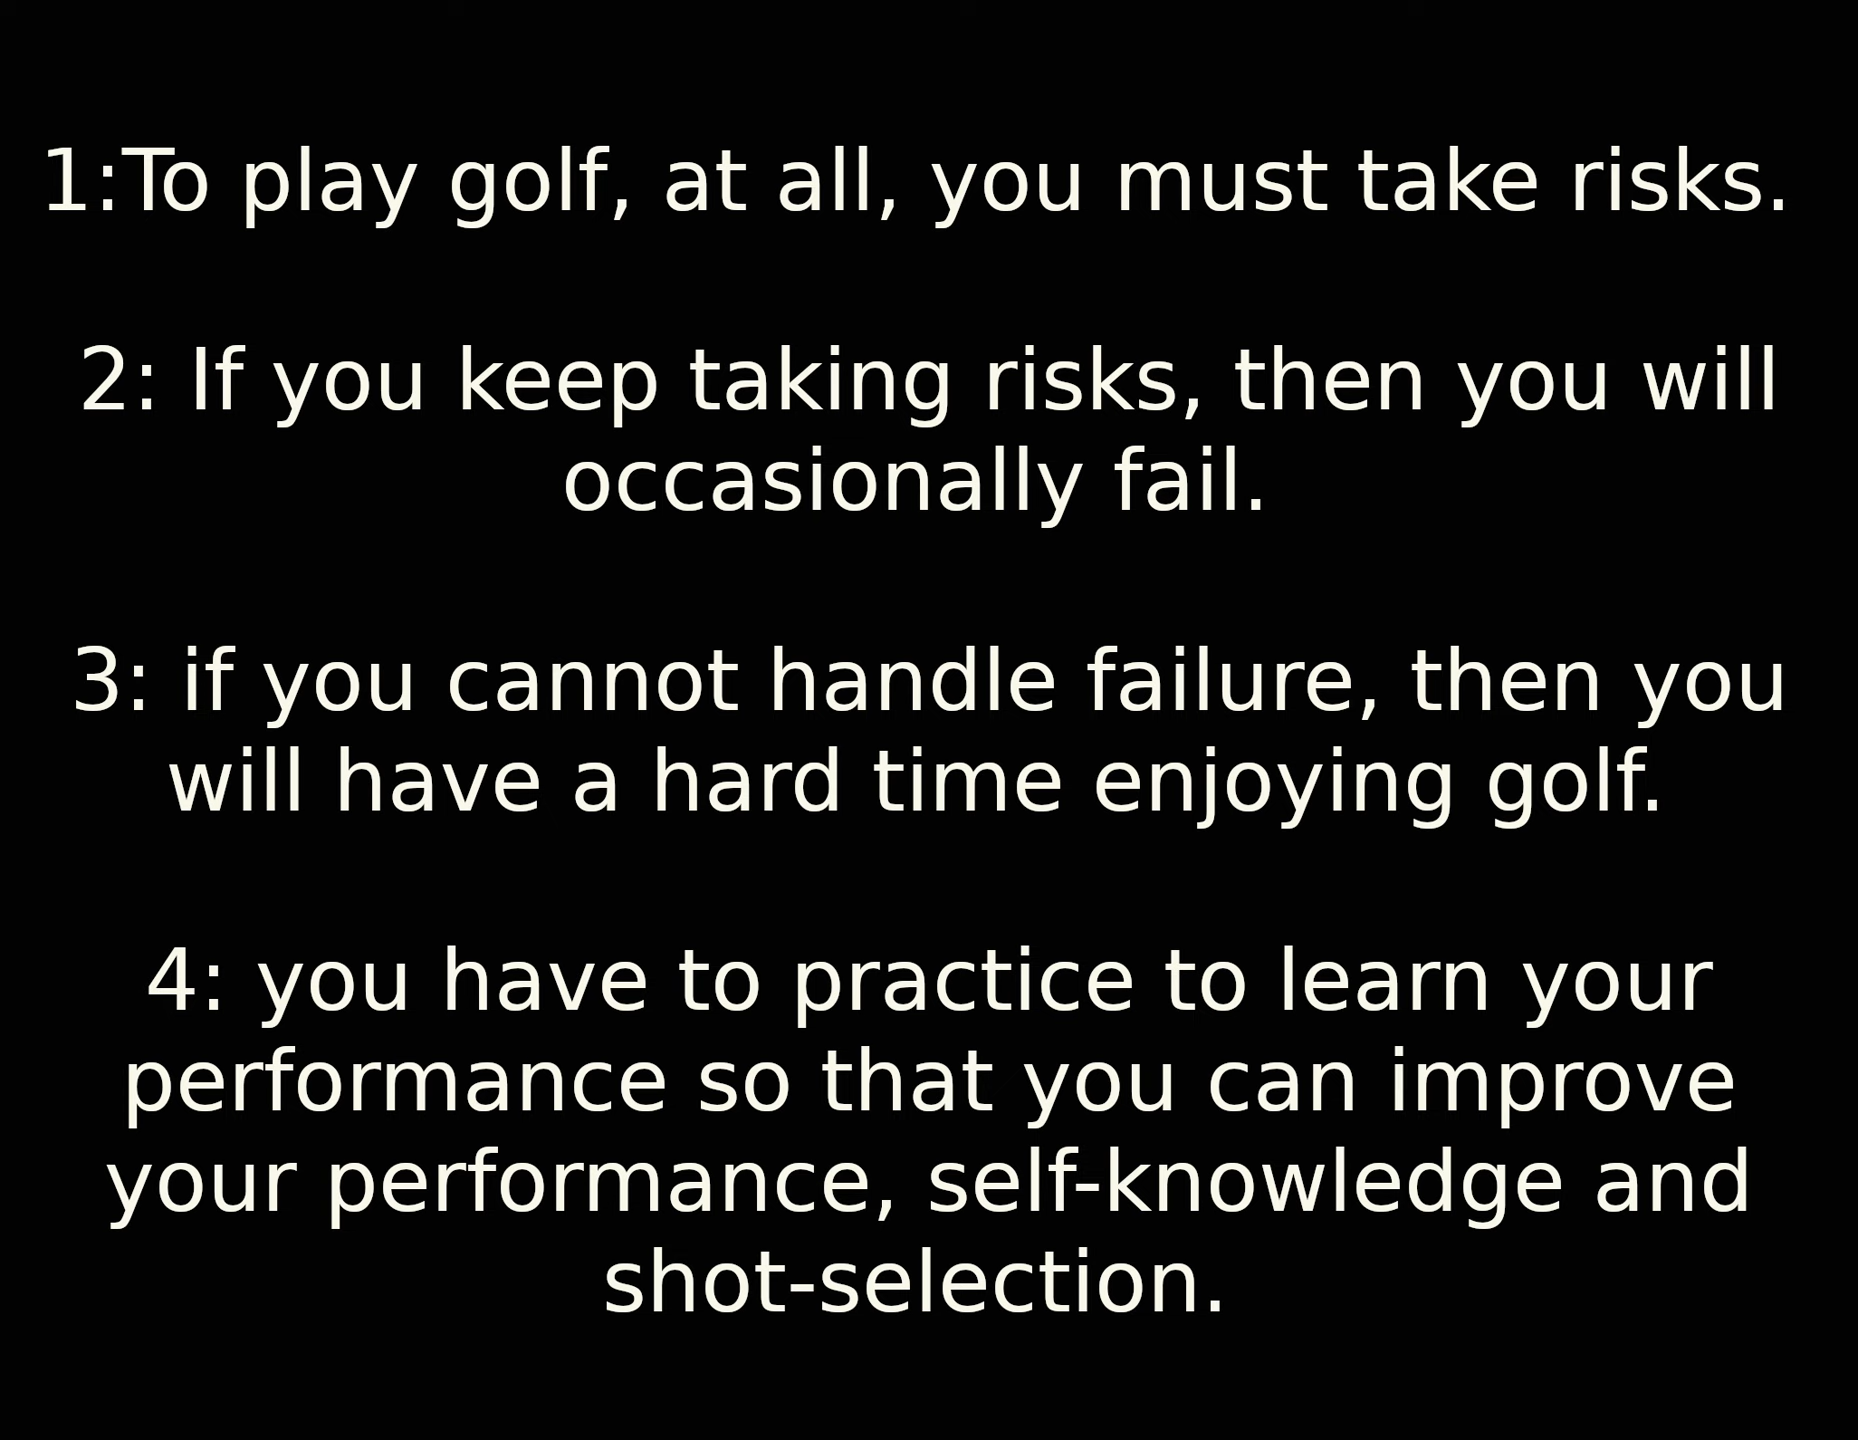 1:To play golf, at all, you must take risks.
2: If you keep taking risks, then you will
occasionally fail.
3: if you cannot handle failure, then you
will have a hard time enjoying golf.
4: you have to practice to learn your
performance so that you can improve
your performance, self-knowledge and
shot-selection.